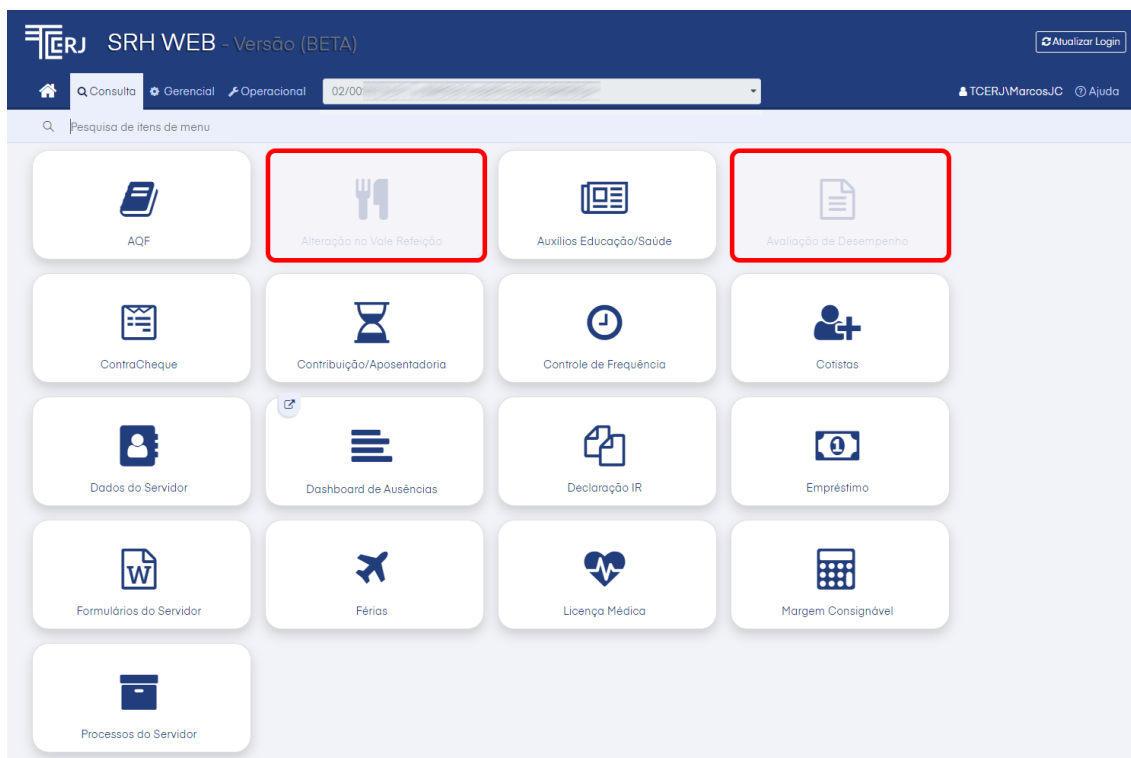 TCERJ SRH WEB - Versão (BETA)
Atualizar Login
Consulta Gerencial Operacional 02/00 TCERJ\MarcosJC Ajuda
Pesquisa de itens de menu
AQF
Alteração no Vale Refeição
Auxílios Educação/Saúde
Avaliação de Desempenho
ContraCheque
Contribuição/Aposentadoria
Controle de Frequência
Cotistas
Dados do Servidor
Dashboard de Ausências
Declaração IR
1
Empréstimo
W
Formulários do Servidor
Férias
Licença Médica
Margem Consignável
Processos do Servidor